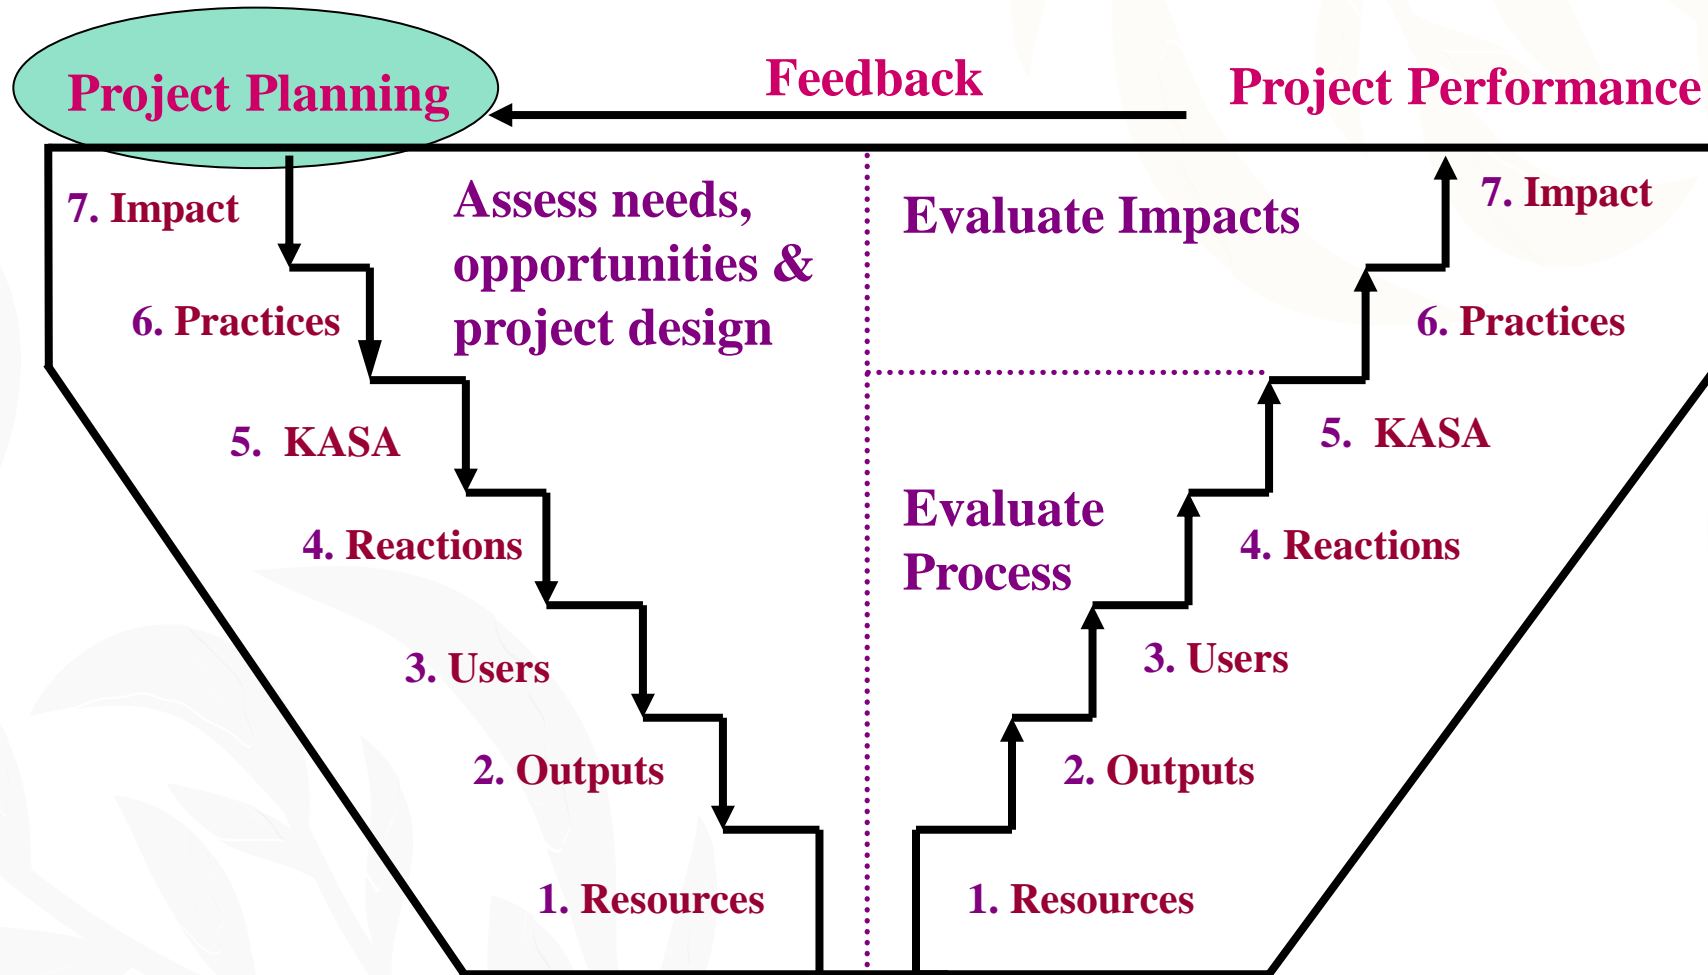 Project Planning
Feedback
Project Performance
7. Impact
Assess needs,
opportunities &
project design
6. Practices
5. KASA
4. Reactions
3. Users
2. Outputs
1. Resources
Evaluate Impacts
Evaluate
Process
7. Impact
6. Practices
5. KASA
4. Reactions
3. Users
2. Outputs
1. Resources